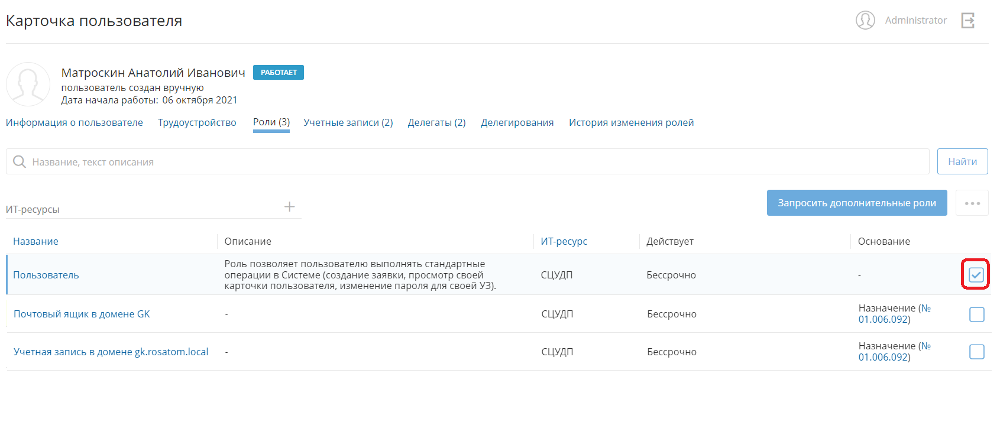 Карточка пользователя
Administrator
Матроскин Анатолий Иванович
РАБОТАЕТ
пользователь создан вручную
Дата начала работы: 06 октября 2021
Информация о пользователе
Трудоустройство
Роли (3)
Учетные записи (2)
Делегаты (2)
Делегирования
История изменения ролей
Название, текст описания
Найти
ИТ-ресурсы
Запросить дополнительные роли
Название
Описание
ИТ-ресурс
Действует
Основание
Пользователь
Роль позволяет пользователю выполнять стандартные
операции в Системе (создание заявки, просмотр своей
карточки пользователя, изменение пароля для своей УЗ).
СЦУДП
Бессрочно
-
Почтовый ящик в домене GK
-
СЦУДП
Бессрочно
Назначение (№
01.006.092)
Учетная запись в домене gk.rosatom.local
-
СЦУДП
Бессрочно
Назначение (№
01.006.092)